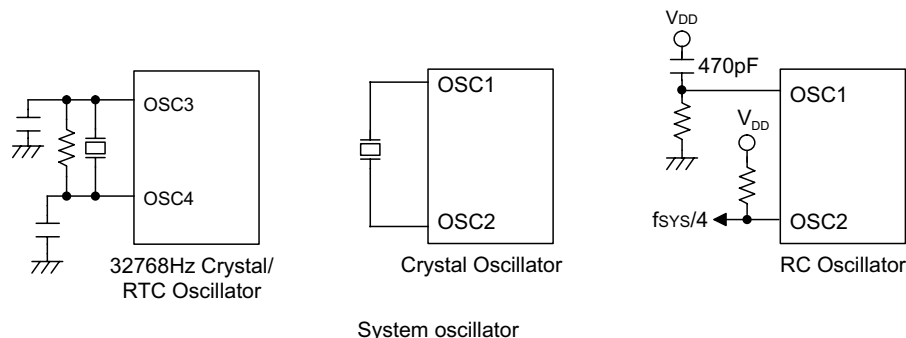 OSC3
OSC4
32768Hz Crystal/
RTC Oscillator
OSC1
OSC2
Crystal Oscillator
VDD
470pF
OSC1
VDD
fSYS/4
OSC2
RC Oscillator
System oscillator